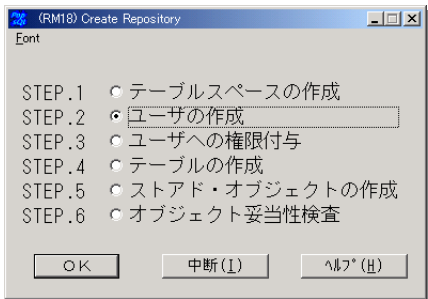 (RM18) Create Repository
Font
STEP.1 テーブルスペースの作成
STEP.2 ユーザの作成
STEP.3 ユーザへの権限付与
STEP.4 テーブルの作成
STEP.5 ストアド・オブジェクトの作成
STEP.6 オブジェクト妥当性検査
OK 中断(I) ﾍﾙﾌﾟ(H)